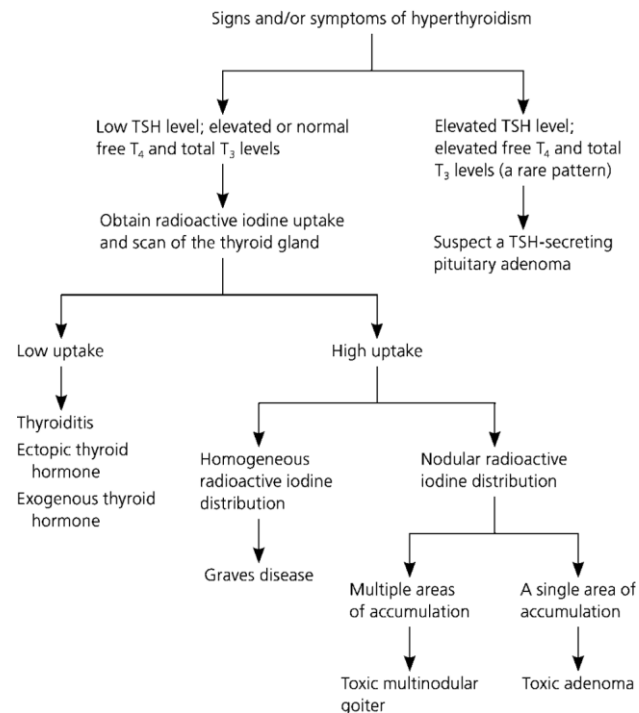 Signs and/or symptoms of hyperthyroidism
Low TSH level; elevated or normal
free T₄ and total T₃ levels
Elevated TSH level;
elevated free T₄ and total
T₃ levels (a rare pattern)
Obtain radioactive iodine uptake
and scan of the thyroid gland
Suspect a TSH-secreting
pituitary adenoma
Low uptake
High uptake
Thyroiditis
Ectopic thyroid
hormone
Exogenous thyroid
hormone
Homogeneous
radioactive iodine
distribution
Nodular radioactive
iodine distribution
Graves disease
Multiple areas
of accumulation
A single area of
accumulation
Toxic multinodular
goiter
Toxic adenoma